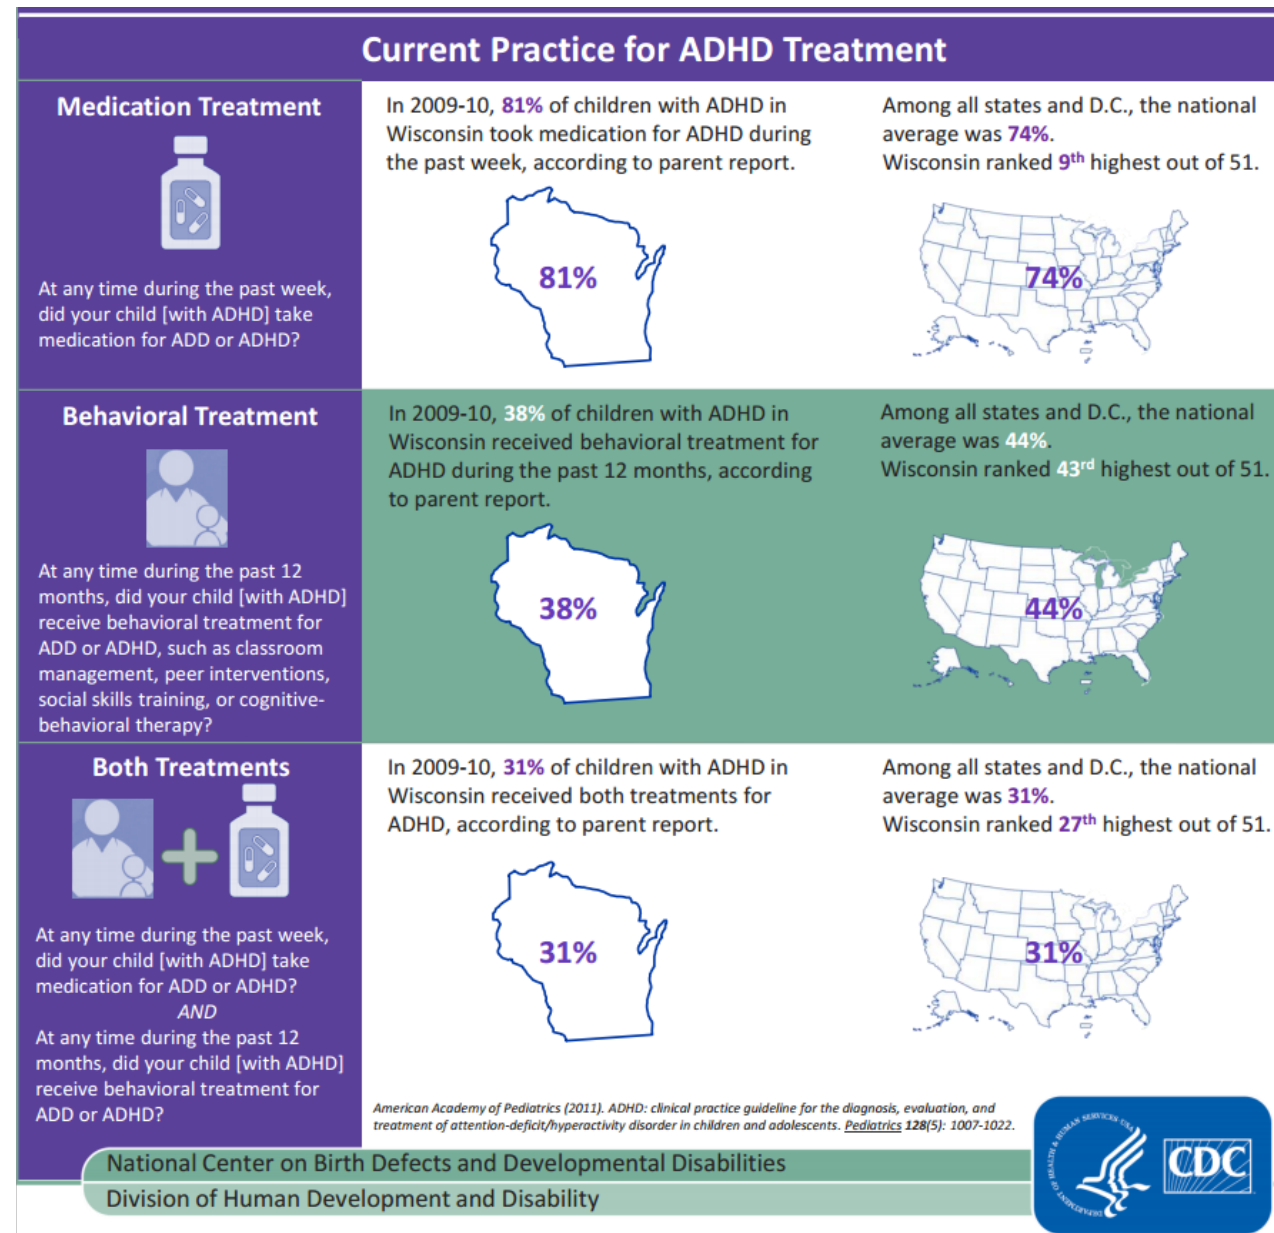 Current Practice for ADHD Treatment
Medication Treatment
At any time during the past week,
did your child [with ADHD] take
medication for ADD or ADHD?
In 2009-10, 81% of children with ADHD in
Wisconsin took medication for ADHD during
the past week, according to parent report.
81%
Among all states and D.C., the national
average was 74%.
Wisconsin ranked 9th highest out of 51.
74%
Behavioral Treatment
At any time during the past 12
months, did your child [with ADHD]
receive behavioral treatment for
ADD or ADHD, such as classroom
management, peer interventions,
social skills training, or cognitive-
behavioral therapy?
In 2009-10, 38% of children with ADHD in
Wisconsin received behavioral treatment for
ADHD during the past 12 months, according
to parent report.
38%
Among all states and D.C., the national
average was 44%.
Wisconsin ranked 43rd highest out of 51.
44%
Both Treatments
At any time during the past week,
did your child [with ADHD] take
medication for ADD or ADHD?
AND
At any time during the past 12
months, did your child [with ADHD]
receive behavioral treatment for
ADD or ADHD?
In 2009-10, 31% of children with ADHD in
Wisconsin received both treatments for
ADHD, according to parent report.
31%
Among all states and D.C., the national
average was 31%.
Wisconsin ranked 27th highest out of 51.
31%
American Academy of Pediatrics (2011). ADHD: clinical practice guideline for the diagnosis, evaluation, and
treatment of attention-deficit/hyperactivity disorder in children and adolescents. Pediatrics 128(5): 1007-1022.
National Center on Birth Defects and Developmental Disabilities
Division of Human Development and Disability
DEPARTMENT OF HEALTH & HUMAN SERVICES · USA
CDC